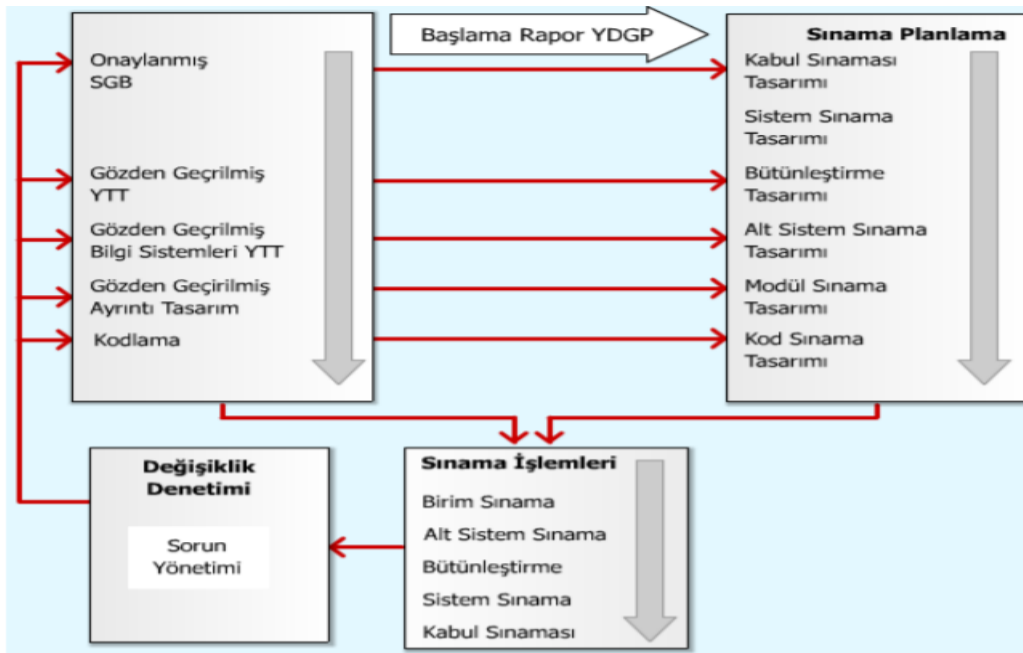 Başlama Rapor YDGP
Onaylanmış
SGB
Gözden Geçrilmiş
YTT
Gözden Geçrilmiş
Bilgi Sistemleri YTT
Gözden Geçirilmiş
Ayrıntı Tasarım
Kodlama
Sınama Planlama
Kabul Sınaması
Tasarımı
Sistem Sınama
Tasarımı
Bütünleştirme
Tasarımı
Alt Sistem Sınama
Tasarımı
Modül Sınama
Tasarımı
Kod Sınama
Tasarımı
Değişiklik
Denetimi
Sorun
Yönetimi
Sınama İşlemleri
Birim Sınama
Alt Sistem Sınama
Bütünleştirme
Sistem Sınama
Kabul Sınaması